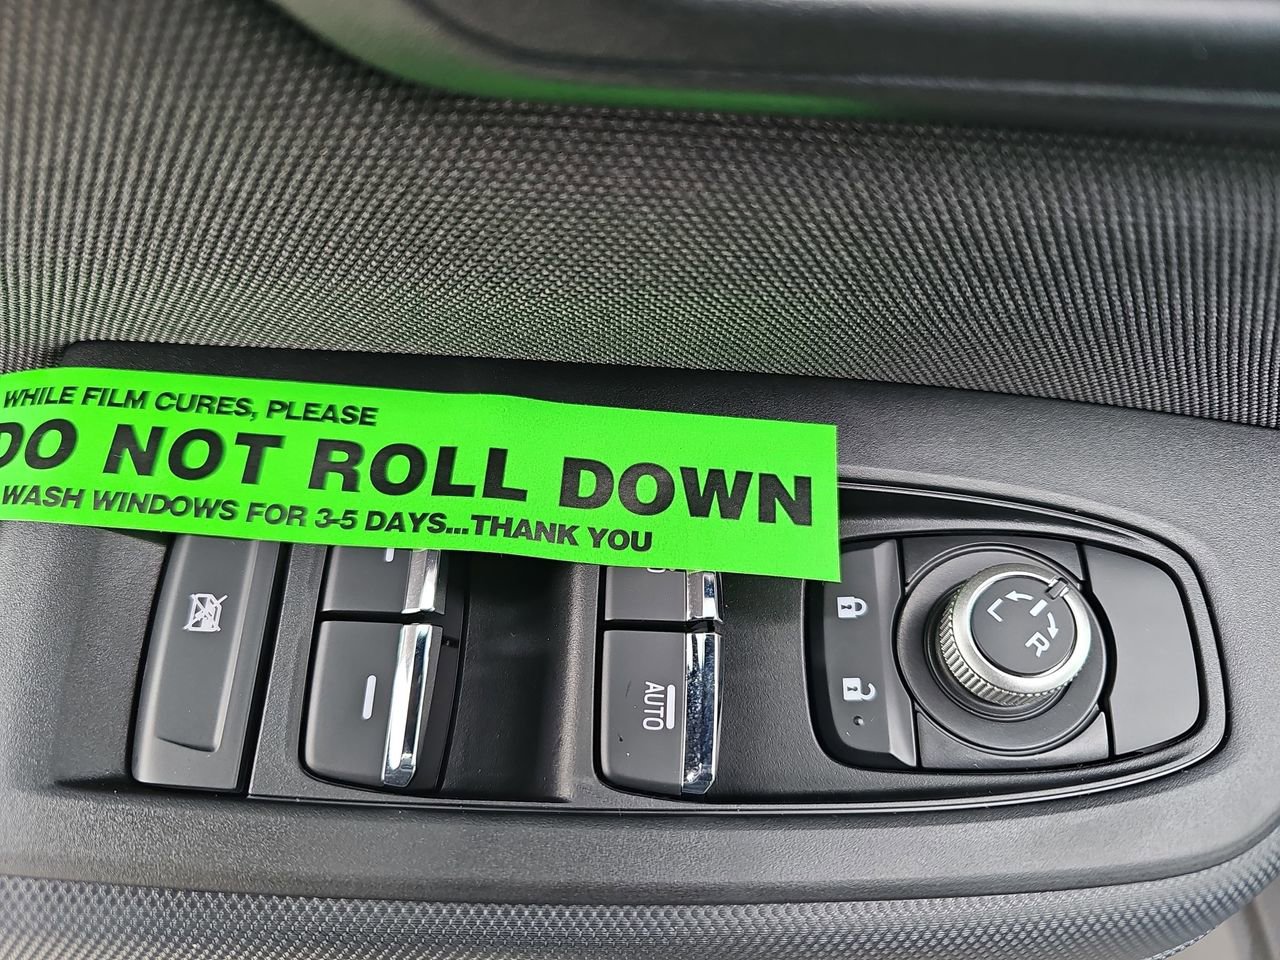 WHILE FILM CURES, PLEASE
DO NOT ROLL DOWN
WASH WINDOWS FOR 3-5 DAYS...THANK YOU
AUTO
L
R